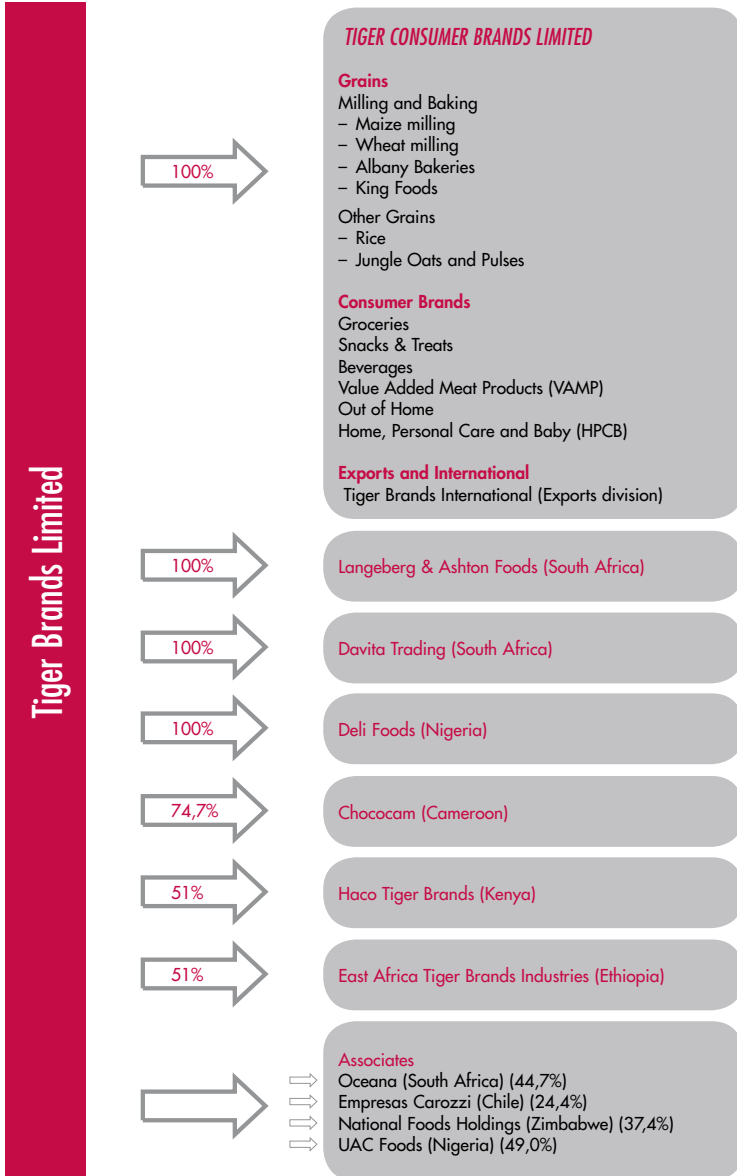 Tiger Brands Limited
100%
TIGER CONSUMER BRANDS LIMITED
Grains
Milling and Baking
– Maize milling
– Wheat milling
– Albany Bakeries
– King Foods
Other Grains
– Rice
– Jungle Oats and Pulses
Consumer Brands
Groceries
Snacks & Treats
Beverages
Value Added Meat Products (VAMP)
Out of Home
Home, Personal Care and Baby (HPCB)
Exports and International
Tiger Brands International (Exports division)
100%
Langeberg & Ashton Foods (South Africa)
100%
Davita Trading (South Africa)
100%
Deli Foods (Nigeria)
74,7%
Chococam (Cameroon)
51%
Haco Tiger Brands (Kenya)
51%
East Africa Tiger Brands Industries (Ethiopia)
Associates
Oceana (South Africa) (44,7%)
Empresas Carozzi (Chile) (24,4%)
National Foods Holdings (Zimbabwe) (37,4%)
UAC Foods (Nigeria) (49,0%)